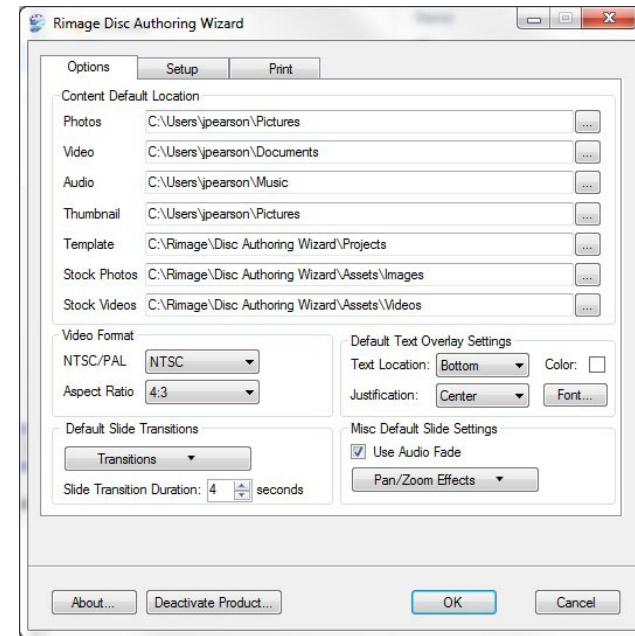 Rimage Disc Authoring Wizard
Options Setup Print
Content Default Location
Photos C:\Users\jpearson\Pictures ...
Video C:\Users\jpearson\Documents ...
Audio C:\Users\jpearson\Music ...
Thumbnail C:\Users\jpearson\Pictures ...
Template C:\Rimage\Disc Authoring Wizard\Projects ...
Stock Photos C:\Rimage\Disc Authoring Wizard\Assets\Images ...
Stock Videos C:\Rimage\Disc Authoring Wizard\Assets\Videos ...
Video Format
NTSC/PAL NTSC
Aspect Ratio 4:3
Default Text Overlay Settings
Text Location: Bottom Color:
Justification: Center Font...
Default Slide Transitions
Transitions
Slide Transition Duration: 4 seconds
Misc Default Slide Settings
Use Audio Fade
Pan/Zoom Effects
About... Deactivate Product... OK Cancel